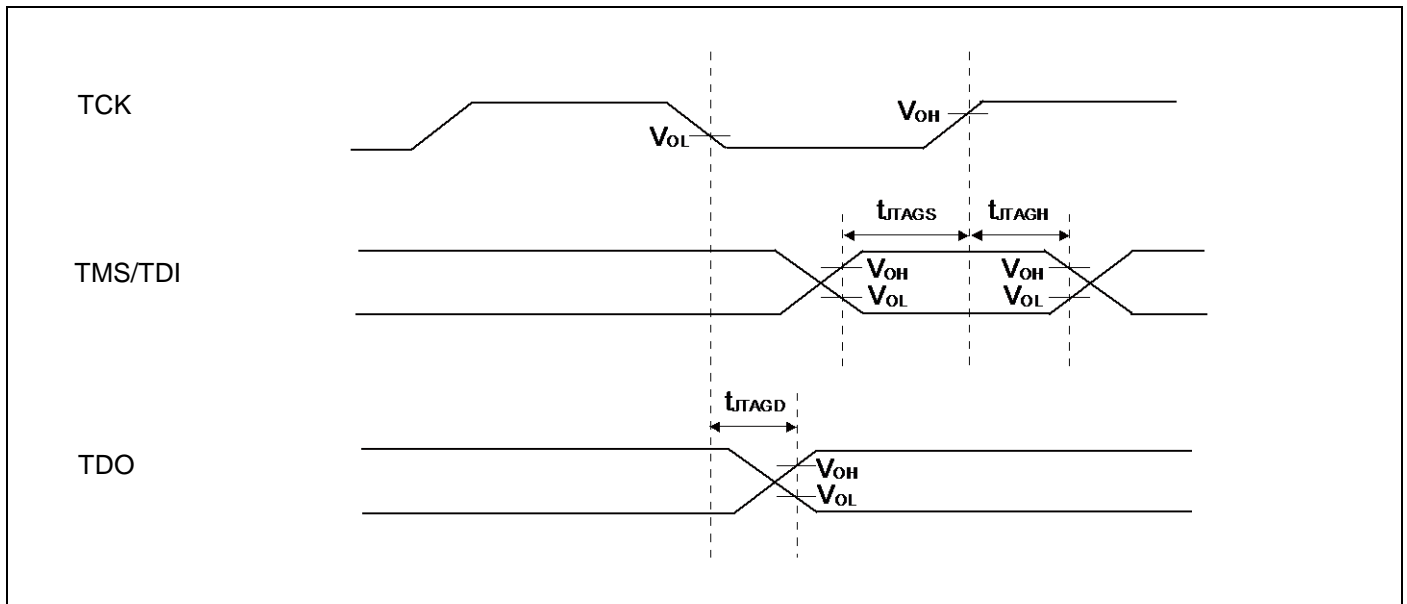 TCK
VOL
VOH
tJTAGS tJTAGH
TMS/TDI
VOH VOH
VOL VOL
tJTAGD
TDO
VOH
VOL